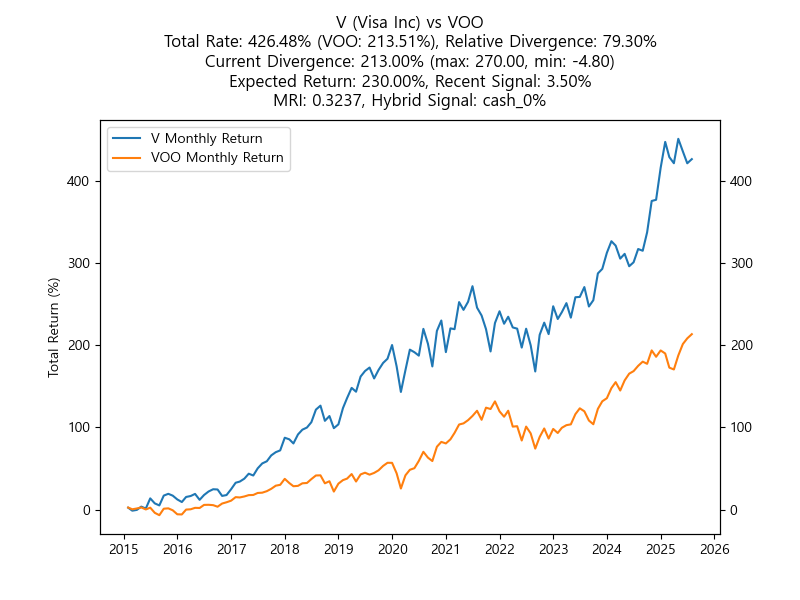 V (Visa Inc) vs VOO
Total Rate: 426.48% (VOO: 213.51%), Relative Divergence: 79.30%
Current Divergence: 213.00% (max: 270.00, min: -4.80)
Expected Return: 230.00%, Recent Signal: 3.50%
MRI: 0.3237, Hybrid Signal: cash_0%
V Monthly Return
VOO Monthly Return
Total Return (%)
400
300
200
100
0
400
300
200
100
0
2015 2016 2017 2018 2019 2020 2021 2022 2023 2024 2025 2026